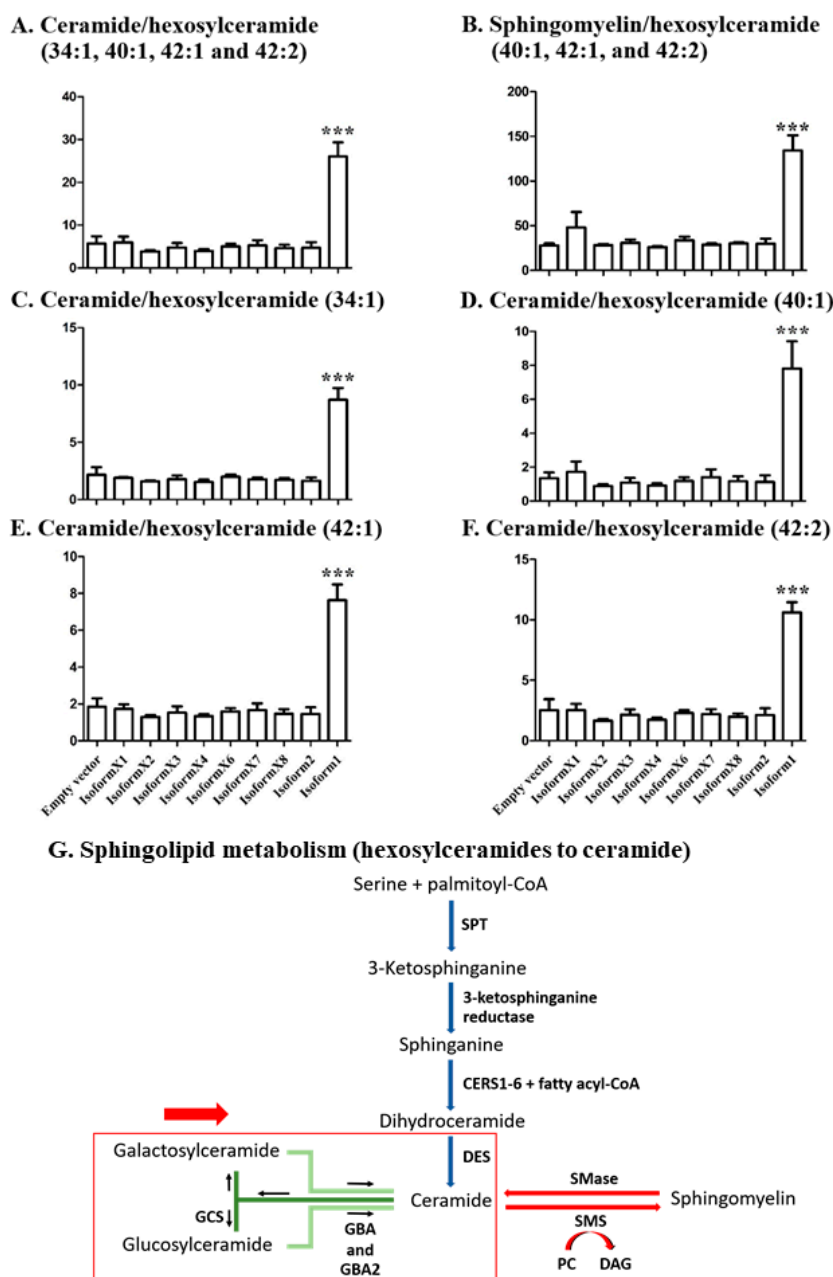 A. Ceramide/hexosylceramide
(34:1, 40:1, 42:1 and 42:2)
40
30
20
10
0
***
B. Sphingomyelin/hexosylceramide
(40:1, 42:1, and 42:2)
200
150
100
50
0
***
C. Ceramide/hexosylceramide (34:1)
15
10
5
0
***
D. Ceramide/hexosylceramide (40:1)
10
8
6
4
2
0
***
E. Ceramide/hexosylceramide (42:1)
10
8
6
4
2
0
***
Empty vector
IsoformX1
IsoformX2
IsoformX3
IsoformX4
IsoformX6
IsoformX7
IsoformX8
Isoform2
Isoform1
F. Ceramide/hexosylceramide (42:2)
15
10
5
0
***
Empty vector
IsoformX1
IsoformX2
IsoformX3
IsoformX4
IsoformX6
IsoformX7
IsoformX8
Isoform2
Isoform1
G. Sphingolipid metabolism (hexosylceramides to ceramide)
Serine + palmitoyl-CoA
SPT
3-Ketosphinganine
3-ketosphinganine
reductase
Sphinganine
CERS1-6 + fatty acyl-CoA
Dihydroceramide
DES
Galactosylceramide
GCS
Glucosylceramide
GBA
and
GBA2
Ceramide
SMase
Sphingomyelin
SMS
PC DAG